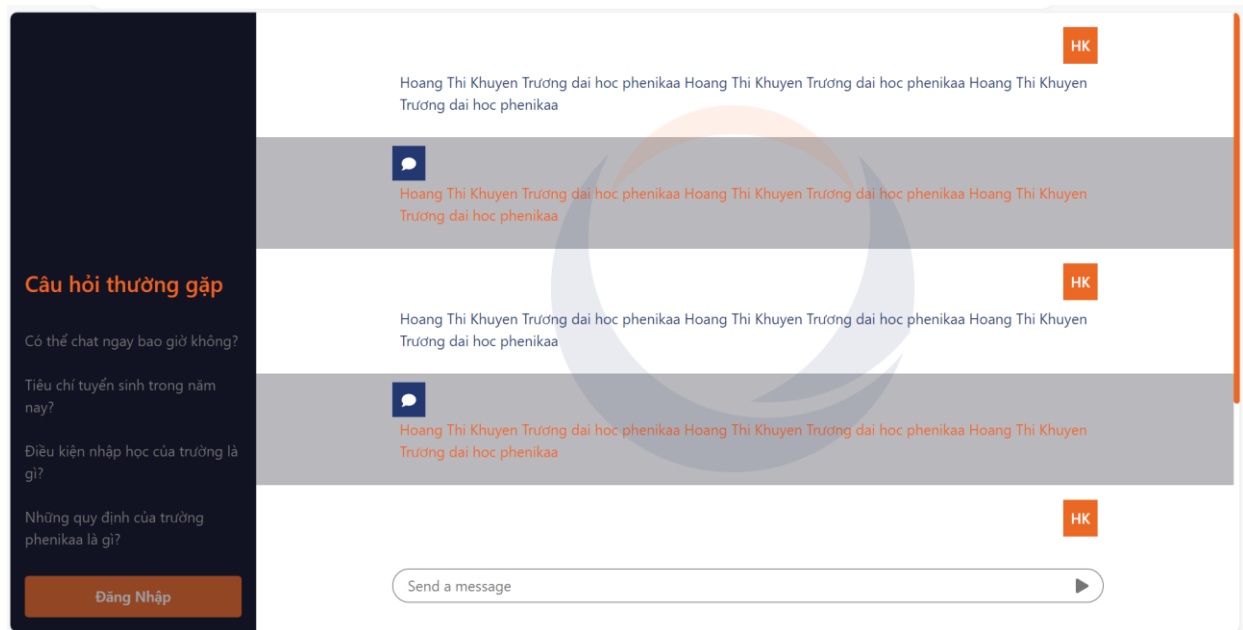 HK
Hoang Thi Khuyen Trương dai hoc phenikaa Hoang Thi Khuyen Trương dai hoc phenikaa Hoang Thi Khuyen
Trương dai hoc phenikaa
Hoang Thi Khuyen Trương dai hoc phenikaa Hoang Thi Khuyen Trương dai hoc phenikaa Hoang Thi Khuyen
Trương dai hoc phenikaa
HK
Hoang Thi Khuyen Trương dai hoc phenikaa Hoang Thi Khuyen Trương dai hoc phenikaa Hoang Thi Khuyen
Trương dai hoc phenikaa
Hoang Thi Khuyen Trương dai hoc phenikaa Hoang Thi Khuyen Trương dai hoc phenikaa Hoang Thi Khuyen
Trương dai hoc phenikaa
HK
Send a message
Câu hỏi thường gặp
Có thể chat ngay bao giờ không?
Tiêu chí tuyển sinh trong năm
nay?
Điều kiện nhập học của trường là
gì?
Những quy định của trường
phenikaa là gì?
Đăng Nhập